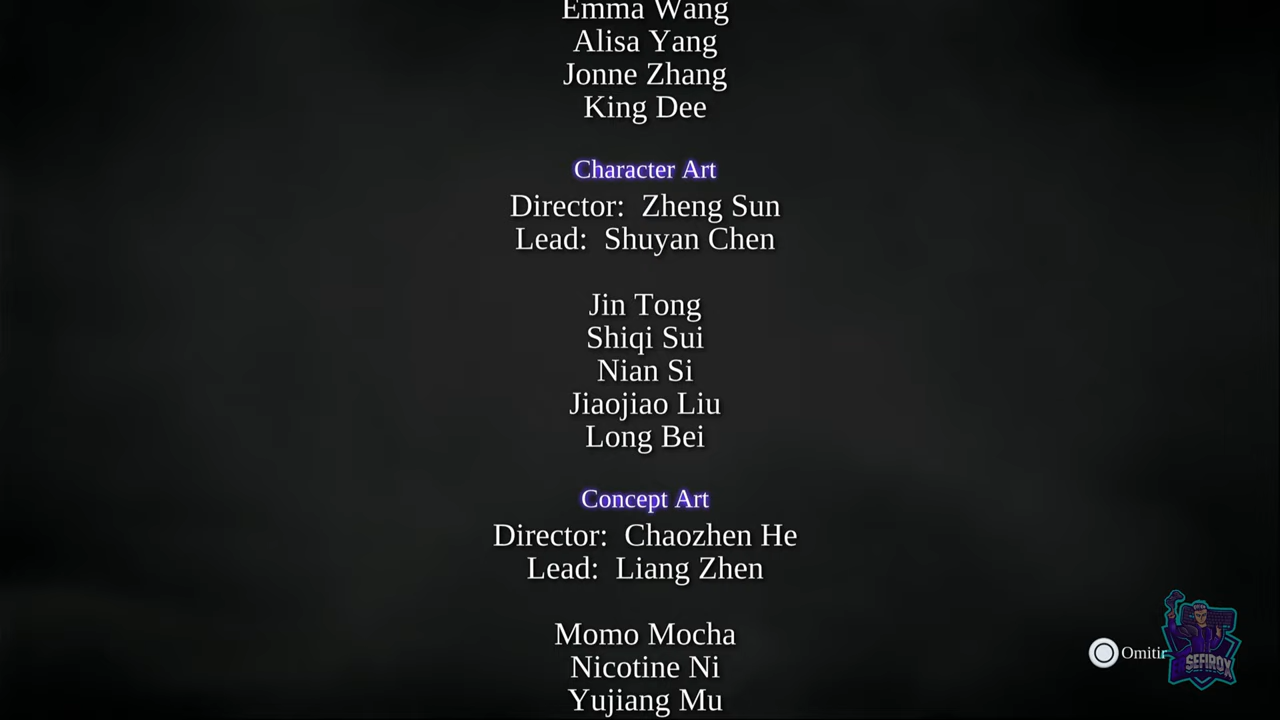 Emma Wang
Alisa Yang
Jonne Zhang
King Dee
Character Art
Director: Zheng Sun
Lead: Shuyan Chen
Jin Tong
Shiqi Sui
Nian Si
Jiaojiao Liu
Long Bei
Concept Art
Director: Chaozhen He
Lead: Liang Zhen
Momo Mocha
Nicotine Ni
Yujiang Mu
Omitir
SEFIROX